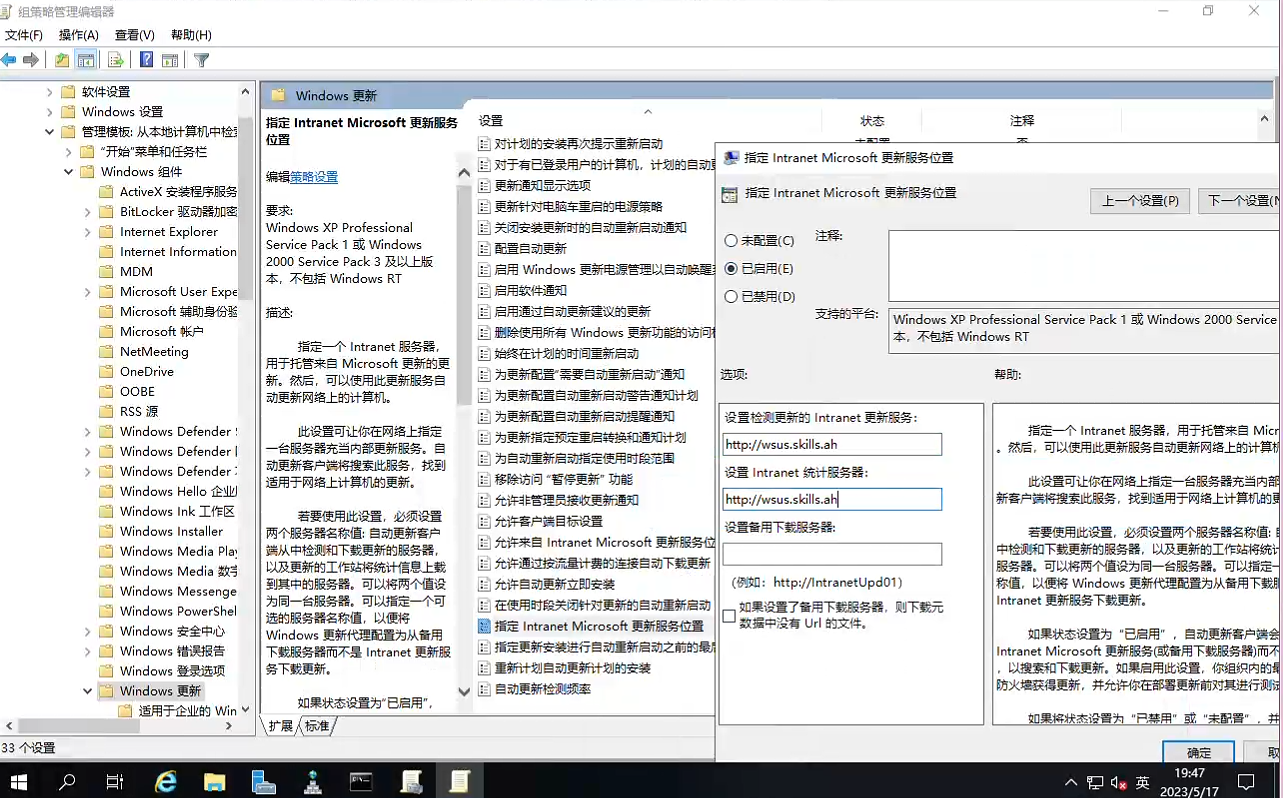 组策略管理编辑器
文件(F) 操作(A) 查看(V) 帮助(H)
软件设置
Windows 设置
管理模板: 从本地计算机中检
“开始”菜单和任务栏
Windows 组件
ActiveX 安装程序服务
BitLocker 驱动器加密
Internet Explorer
Internet Information
MDM
Microsoft User Expe
Microsoft 辅助身份验
Microsoft 帐户
NetMeeting
OneDrive
OOBE
RSS 源
Windows Defender
Windows Defender
Windows Defender
Windows Hello 企业
Windows Ink 工作区
Windows Installer
Windows Media Play
Windows Media 数字
Windows Messenge
Windows PowerShel
Windows 安全中心
Windows 错误报告
Windows 登录选项
Windows 更新
适用于企业的 Win
33 个设置
Windows 更新
指定 Intranet Microsoft 更新服务
位置
编辑策略设置
要求:
Windows XP Professional
Service Pack 1 或 Windows
2000 Service Pack 3 及以上版
本，不包括 Windows RT
描述:
指定一个 Intranet 服务器，
用于托管来自 Microsoft 更新的更
新。然后，可以使用此更新服务自
动更新网络上的计算机。
此设置可让你在网络上指定
一台服务器充当内部更新服务。自
动更新客户端将搜索此服务，找到
适用于网络上计算机的更新。
若要使用此设置，必须设置
两个服务器名称值: 自动更新客户
端从中检测和下载更新的服务器，
以及更新的工作站将统计信息上载
到其中的服务器。可以将两个值设
为同一台服务器。可以指定一个可
选的服务器名称值，以便将
Windows 更新代理配置为从备用
下载服务器而不是 Intranet 更新服
务下载更新。
如果状态设置为“已启用”，
扩展 标准
设置 状态 注释
对计划的安装再次提示重新启动 未配置 否
对于有已登录用户的计算机，计划的自动
更新通知显示选项
更新针对电脑车重启的电源策略
关闭安装更新时的自动重新启动通知
配置自动更新
启用 Windows 更新电源管理以自动唤醒
启用软件通知
启用通过自动更新建议的更新
删除使用所有 Windows 更新功能的访问
始终在计划的时间重新启动
为更新配置“需要自动重新启动”通知
为更新配置自动重新启动警告通知计划
为更新配置自动重新启动提醒通知
为更新指定预定重启转换和通知计划
为自动重新启动指定使用时段范围
移除访问 “暂停更新” 功能
允许非管理员接收更新通知
允许客户端目标设置
允许来自 Intranet Microsoft 更新服务位
允许通过按流量计费的连接自动下载更新
允许自动更新立即安装
在使用时段关闭针对更新的自动重新启动
指定 Intranet Microsoft 更新服务位置
指定更新安装进行自动重新启动之前的最
重新计划自动更新计划的安装
自动更新检测频率
指定 Intranet Microsoft 更新服务位置
指定 Intranet Microsoft 更新服务位置
上一个设置(P) 下一个设置(N
未配置(C) 注释:
已启用(E)
已禁用(D)
支持的平台:
Windows XP Professional Service Pack 1 或 Windows 2000 Service
本，不包括 Windows RT
选项: 帮助:
设置检测更新的 Intranet 更新服务:
http://wsus.skills.ah
设置 Intranet 统计服务器:
http://wsus.skills.ah
设置备用下载服务器:
(例如: http://IntranetUpd01)
如果设置了备用下载服务器，则下载元
数据中没有 Url 的文件。
指定一个 Intranet 服务器，用于托管来自 Micr
。然后，可以使用此更新服务自动更新网络上的计算机。
此设置可让你在网络上指定一台服务器充当内部更
新客户端将搜索此服务，找到适用于网络上计算机的更
若要使用此设置，必须设置两个服务器名称值:
中检测和下载更新的服务器，以及更新的工作站将统
服务器。可以将两个值设为同一台服务器。可以指定一
称值，以便将 Windows 更新代理配置为从备用下载服
Intranet 更新服务下载更新。
如果状态设置为“已启用”，自动更新客户端会
Intranet Microsoft 更新服务(或备用下载服务器)而不
，以搜索和下载更新。如果启用此设置，你组织内的最
防火墙获得更新，并允许你在部署更新前对其进行测试
如果将状态设置为“已禁用”或“未配置”，并
确定 取
英
19:47
2023/5/17